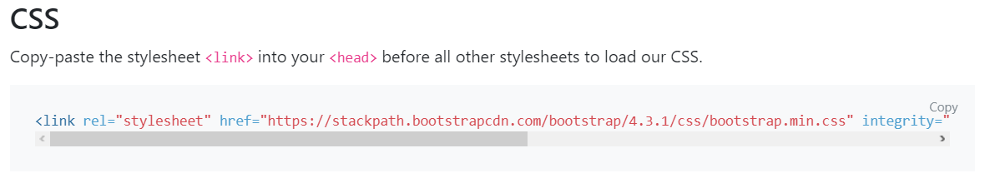 CSS
Copy-paste the stylesheet <link> into your <head> before all other stylesheets to load our CSS.
Copy
<link rel="stylesheet" href="https://stackpath.bootstrapcdn.com/bootstrap/4.3.1/css/bootstrap.min.css" integrity="